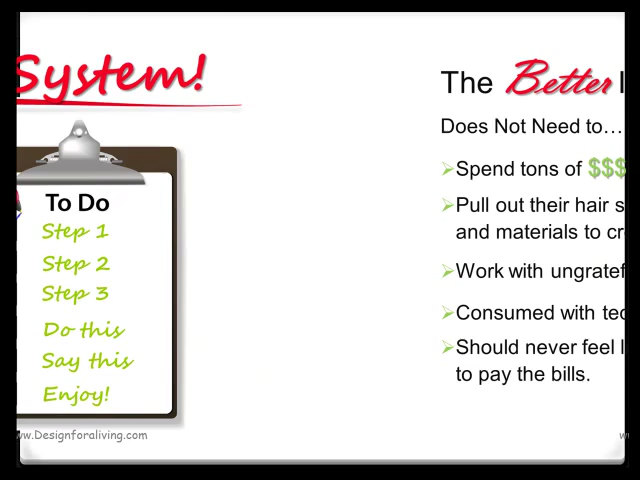 System!
To Do
Step 1
Step 2
Step 3
Do this
Say this
Enjoy!
ww.Designforaliving.com
The Better I
Does Not Need to...
Spend tons of $$$
Pull out their hair s
and materials to cr
Work with ungratef
Consumed with tec
Should never feel l
to pay the bills.
w